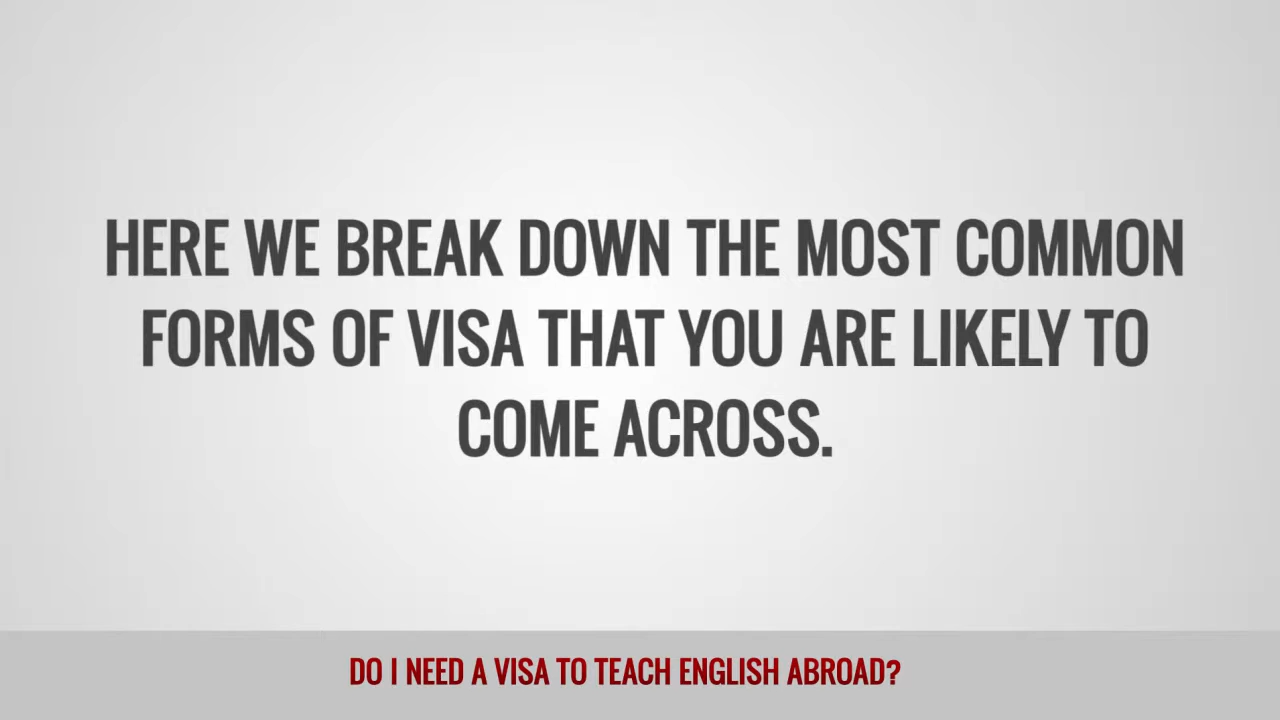 HERE WE BREAK DOWN THE MOST COMMON
FORMS OF VISA THAT YOU ARE LIKELY TO
COME ACROSS.
DO I NEED A VISA TO TEACH ENGLISH ABROAD?